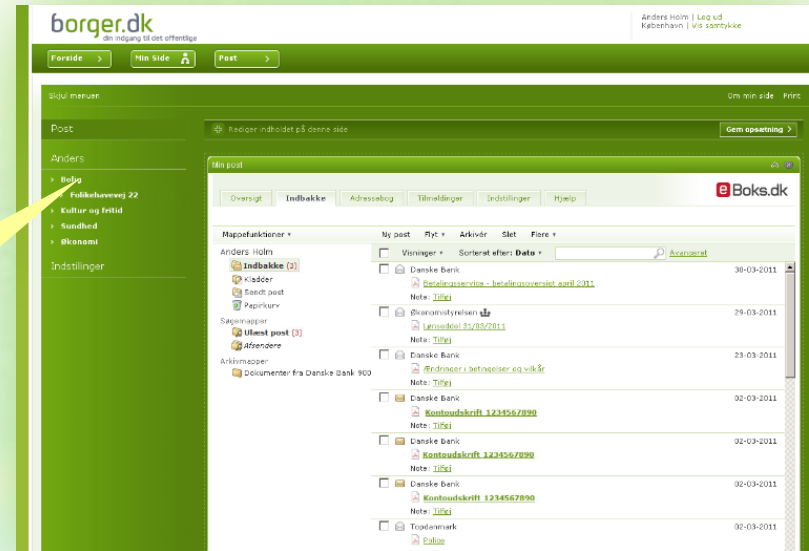 borger.dk
din indgang til det offentlige
Anders Holm | Log ud
København | Vis samtykke
Forside >
Min Side
Post >
Skjul menuen
Om min side Print
Post
Rediger indholdet på denne side
Gem opsætning >
Anders
> Bolig
> Folikehavevej 22
> Kultur og fritid
> Sundhed
> Økonomi
Indstillinger
Min post
eBoks.dk
Oversigt Indbakke Adressebog Tilmeldinger Indstillinger Hjælp
Mappefunktioner
Ny post Flyt Arkivér Slet Flere
Anders Holm
Indbakke (3)
Kladder
Sendt post
Papirkurv
Søgemapper
Ulæst post (3)
Afsendere
Arkivmapper
Dokumenter fra Danske Bank 900
Visninger Sorteret efter: Dato Avanceret
Danske Bank 30-03-2011
Betalingsservice - betalingsoversigt april 2011
Note: Tilføj
Økonomistyrelsen 29-03-2011
Lønseddel 31/03/2011
Note: Tilføj
Danske Bank 23-03-2011
Ændringer i betingelser og vilkår
Note: Tilføj
Danske Bank 02-03-2011
Kontoudskrift 1234567890
Note: Tilføj
Danske Bank 02-03-2011
Kontoudskrift 1234567890
Note: Tilføj
Danske Bank 02-03-2011
Kontoudskrift 1234567890
Note: Tilføj
Topdanmark 02-03-2011
Police